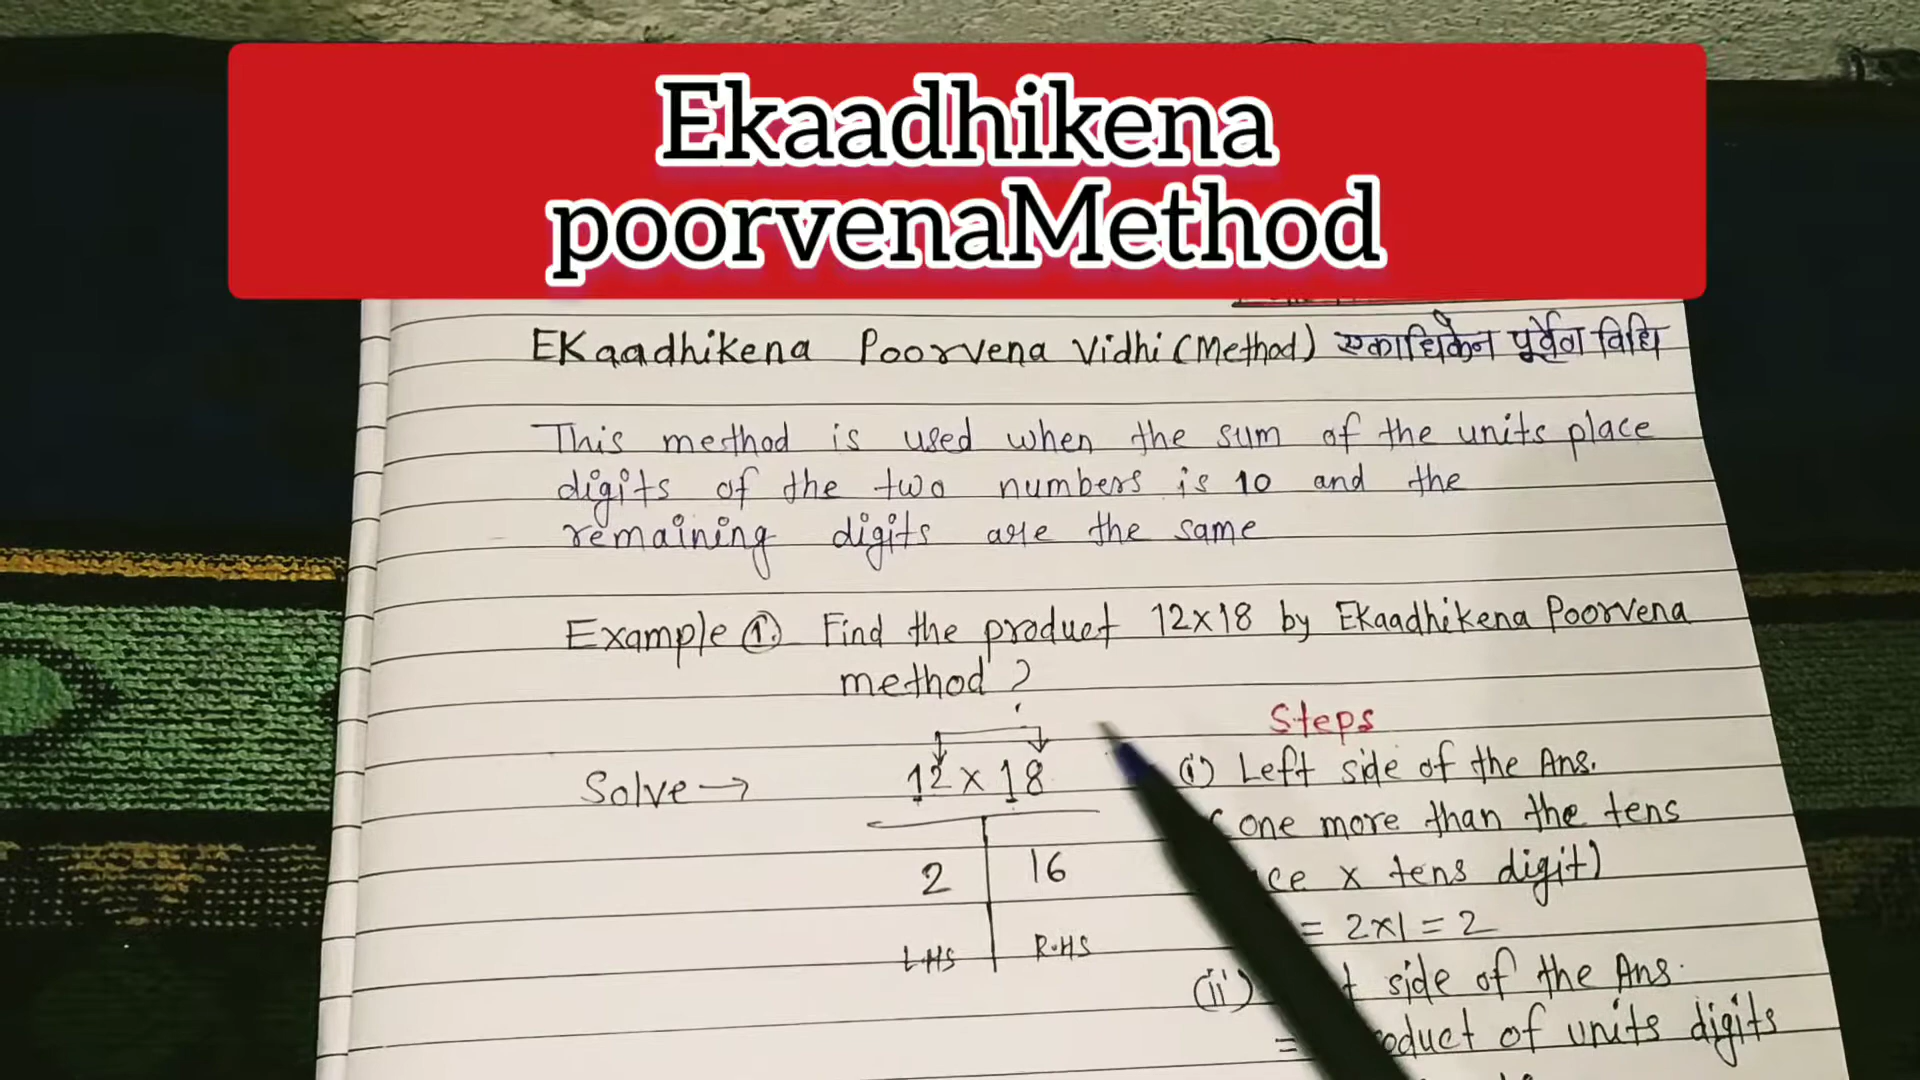 Ekaadhikena
poorvenaMethod
EKaadhikena Poorvena Vidhi (Method) एकाधिकेन पूर्वेण विधि
This method is used when the sum of the units place
digits of the two numbers is 10 and the
remaining digits are the same
Example ①. Find the product 12x18 by Ekaadhikena Poorvena
method ?
Solve → 12 x 18
2 16
L.HS R.HS
Steps
(i) Left side of the Ans.
(one more than the tens
x tens digit)
= 2x1 = 2
(ii) side of the Ans.
= of units digits